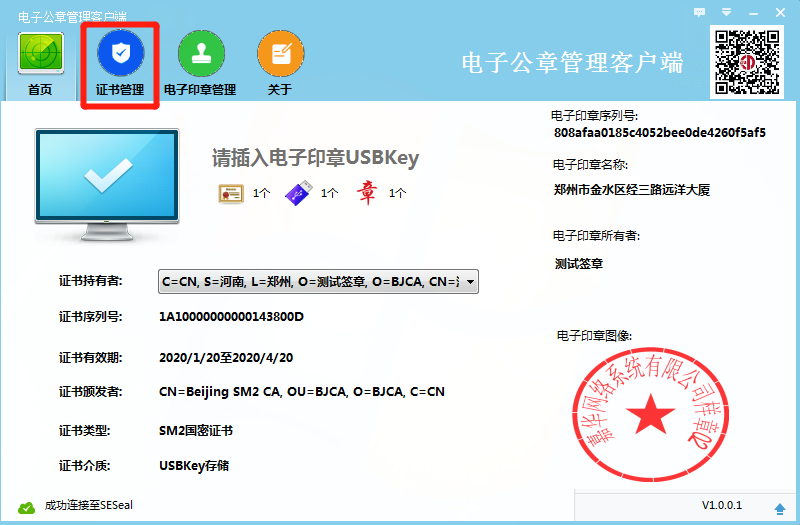 电子公章管理客户端
首页
证书管理
电子印章管理
关于
电子公章管理客户端
请插入电子印章USBKey
1个
1个
章
1个
证书持有者:
C=CN, S=河南, L=郑州, O=测试签章, O=BJCA, CN=
证书序列号:
1A10000000000143800D
证书有效期:
2020/1/20至2020/4/20
证书颁发者:
CN=Beijing SM2 CA, OU=BJCA, O=BJCA, C=CN
证书类型:
SM2国密证书
证书介质:
USBKey存储
电子印章序列号:
808afaa0185c4052bee0de4260f5af5
电子印章名称:
郑州市金水区经三路远洋大厦
电子印章所有者:
测试签章
电子印章图像:
嘉华网络系统有限公司样章02
成功连接至SESeal
V1.0.0.1